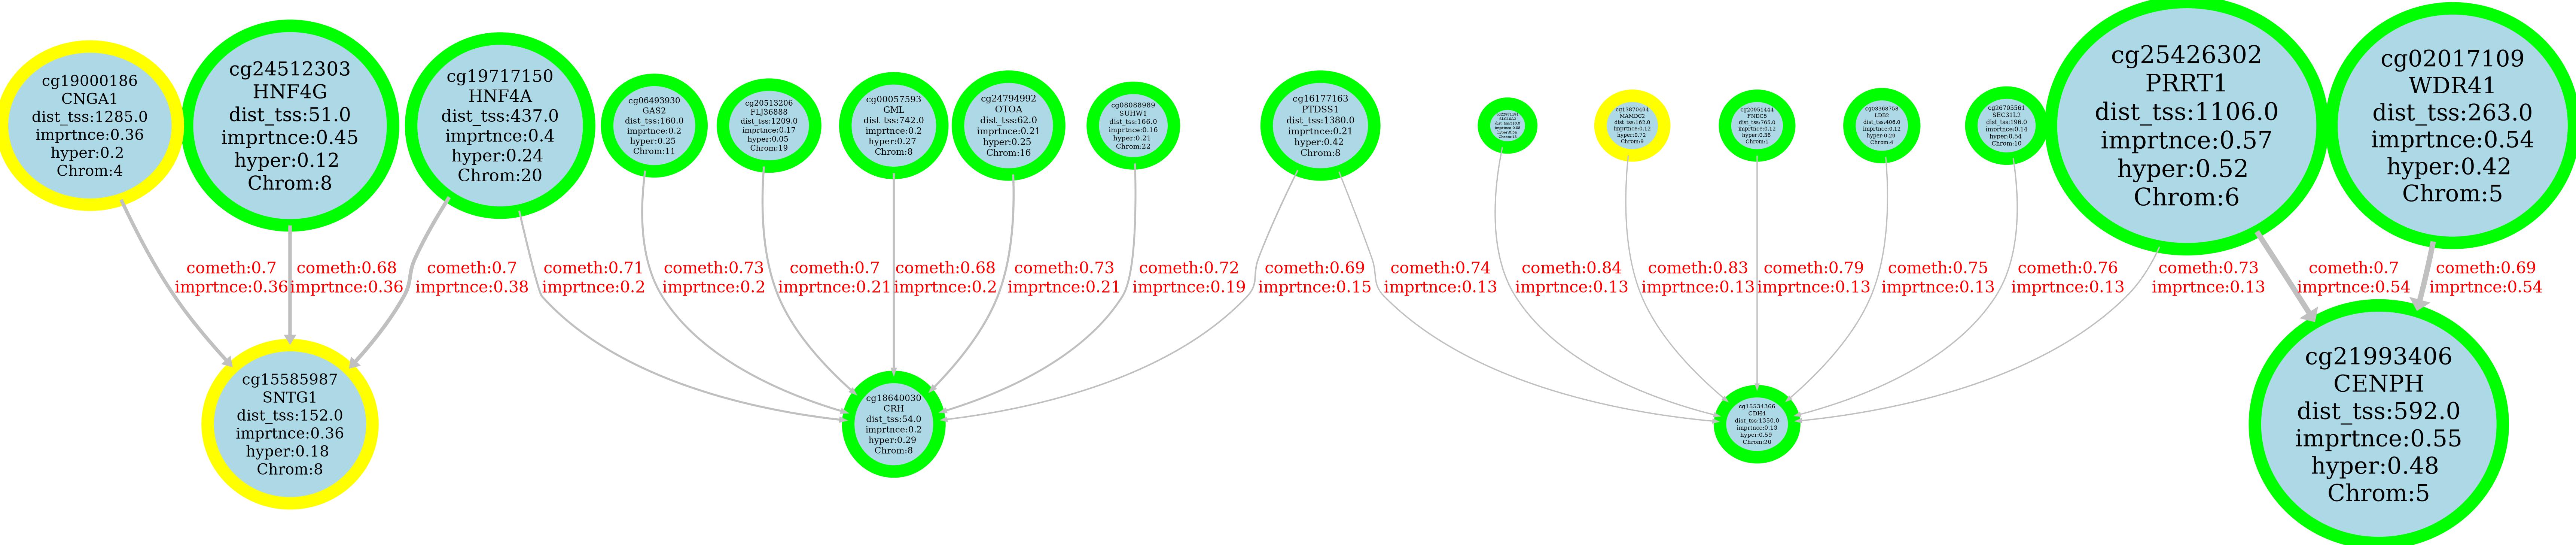 cg19000186
CNGA1
dist_tss:1285.0
imprtnce:0.36
hyper:0.2
Chrom:4
cg24512303
HNF4G
dist_tss:51.0
imprtnce:0.45
hyper:0.12
Chrom:8
cg19717150
HNF4A
dist_tss:437.0
imprtnce:0.4
hyper:0.24
Chrom:20
cg06493930
GAS2
dist_tss:160.0
imprtnce:0.2
hyper:0.25
Chrom:11
cg20513206
FLJ36888
dist_tss:1209.0
imprtnce:0.17
hyper:0.05
Chrom:19
cg00057593
GML
dist_tss:742.0
imprtnce:0.2
hyper:0.27
Chrom:8
cg24794992
OTOA
dist_tss:62.0
imprtnce:0.21
hyper:0.25
Chrom:16
cg08088989
SUHW1
dist_tss:166.0
imprtnce:0.16
hyper:0.21
Chrom:22
cg16177163
PTDSS1
dist_tss:1380.0
imprtnce:0.21
hyper:0.42
Chrom:8
cg13870494
MAMDC2
dist_tss:162.0
imprtnce:0.12
hyper:0.72
Chrom:9
cg20951444
FNDC5
dist_tss:765.0
imprtnce:0.12
hyper:0.36
Chrom:1
cg03388758
LDB2
dist_tss:408.0
imprtnce:0.12
hyper:0.29
Chrom:4
cg26705561
SEC31L2
dist_tss:196.0
imprtnce:0.14
hyper:0.54
Chrom:10
cg25426302
PRRT1
dist_tss:1106.0
imprtnce:0.57
hyper:0.52
Chrom:6
cg02017109
WDR41
dist_tss:263.0
imprtnce:0.54
hyper:0.42
Chrom:5
cometh:0.7
imprtnce:0.36
cometh:0.68
imprtnce:0.36
cometh:0.7
imprtnce:0.38
cometh:0.71
imprtnce:0.2
cometh:0.73
imprtnce:0.2
cometh:0.7
imprtnce:0.21
cometh:0.68
imprtnce:0.2
cometh:0.73
imprtnce:0.21
cometh:0.72
imprtnce:0.19
cometh:0.69
imprtnce:0.15
cometh:0.74
imprtnce:0.13
cometh:0.84
imprtnce:0.13
cometh:0.83
imprtnce:0.13
cometh:0.79
imprtnce:0.13
cometh:0.75
imprtnce:0.13
cometh:0.76
imprtnce:0.13
cometh:0.73
imprtnce:0.13
cometh:0.7
imprtnce:0.54
cometh:0.69
imprtnce:0.54
cg15585987
SNTG1
dist_tss:152.0
imprtnce:0.36
hyper:0.18
Chrom:8
cg18640030
CRH
dist_tss:54.0
imprtnce:0.2
hyper:0.29
Chrom:8
cg15534366
CDH4
dist_tss:1350.0
imprtnce:0.13
hyper:0.59
Chrom:20
cg21993406
CENPH
dist_tss:592.0
imprtnce:0.55
hyper:0.48
Chrom:5